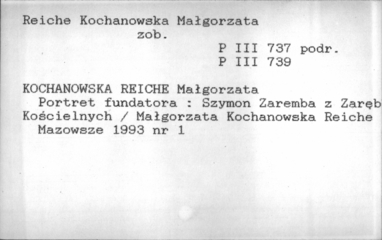 Reiche Kochanowska Małgorzata
zob.
P III 737 podr.
P III 739
KOCHANOWSKA REICHE Małgorzata
Portret fundatora : Szymon Zaremba z Zaręb
Kościelnych / Małgorzata Kochanowska Reiche
Mazowsze 1993 nr 1